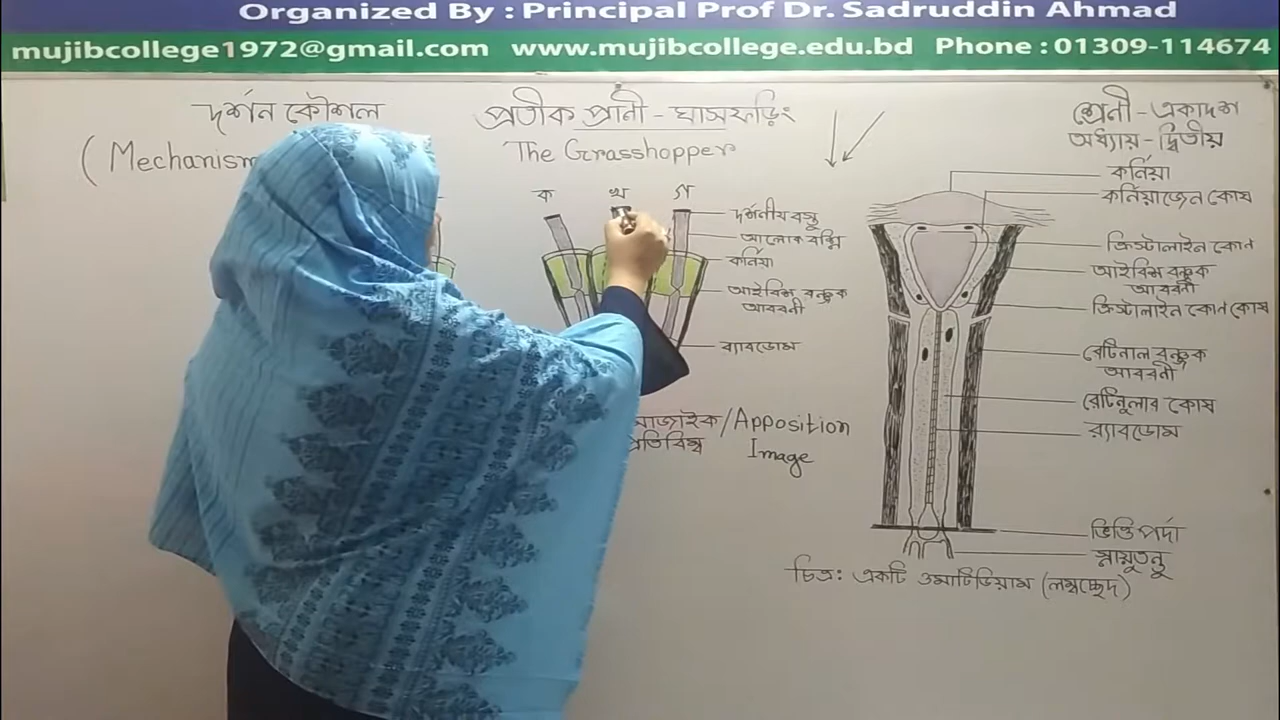 Organized By : Principal Prof Dr. Sadruddin Ahmad
mujibcollege1972@gmail.com www.mujibcollege.edu.bd Phone : 01309-114674
দর্শন কৌশল
(Mechanism
প্রতীক প্রানী - ঘাসফড়িং
The Grasshopper
শ্রেনী - একাদশ
অধ্যায় - দ্বিতীয়
ক
খ
গ
দর্শনীয় বস্তু
আলোক রশ্মি
কর্নিয়া
আইরিশ রঞ্জক
আবরণী
র‍্যাবডোম
মোজাইক/Apposition
প্রতিবিম্ব Image
কর্নিয়া
কর্নিয়াজেন কোষ
ক্রিস্টালাইন কোন
আইরিশ রঞ্জক
আবরণী
ক্রিস্টালাইন কোন কোষ
রেটিনাল রঞ্জক
আবরণী
রেটিনুলার কোষ
র‍্যাবডোম
ভিত্তি পর্দা
স্নায়ুতন্তু
চিত্র: একটি ওমাটিডিয়াম (লম্বচ্ছেদ)